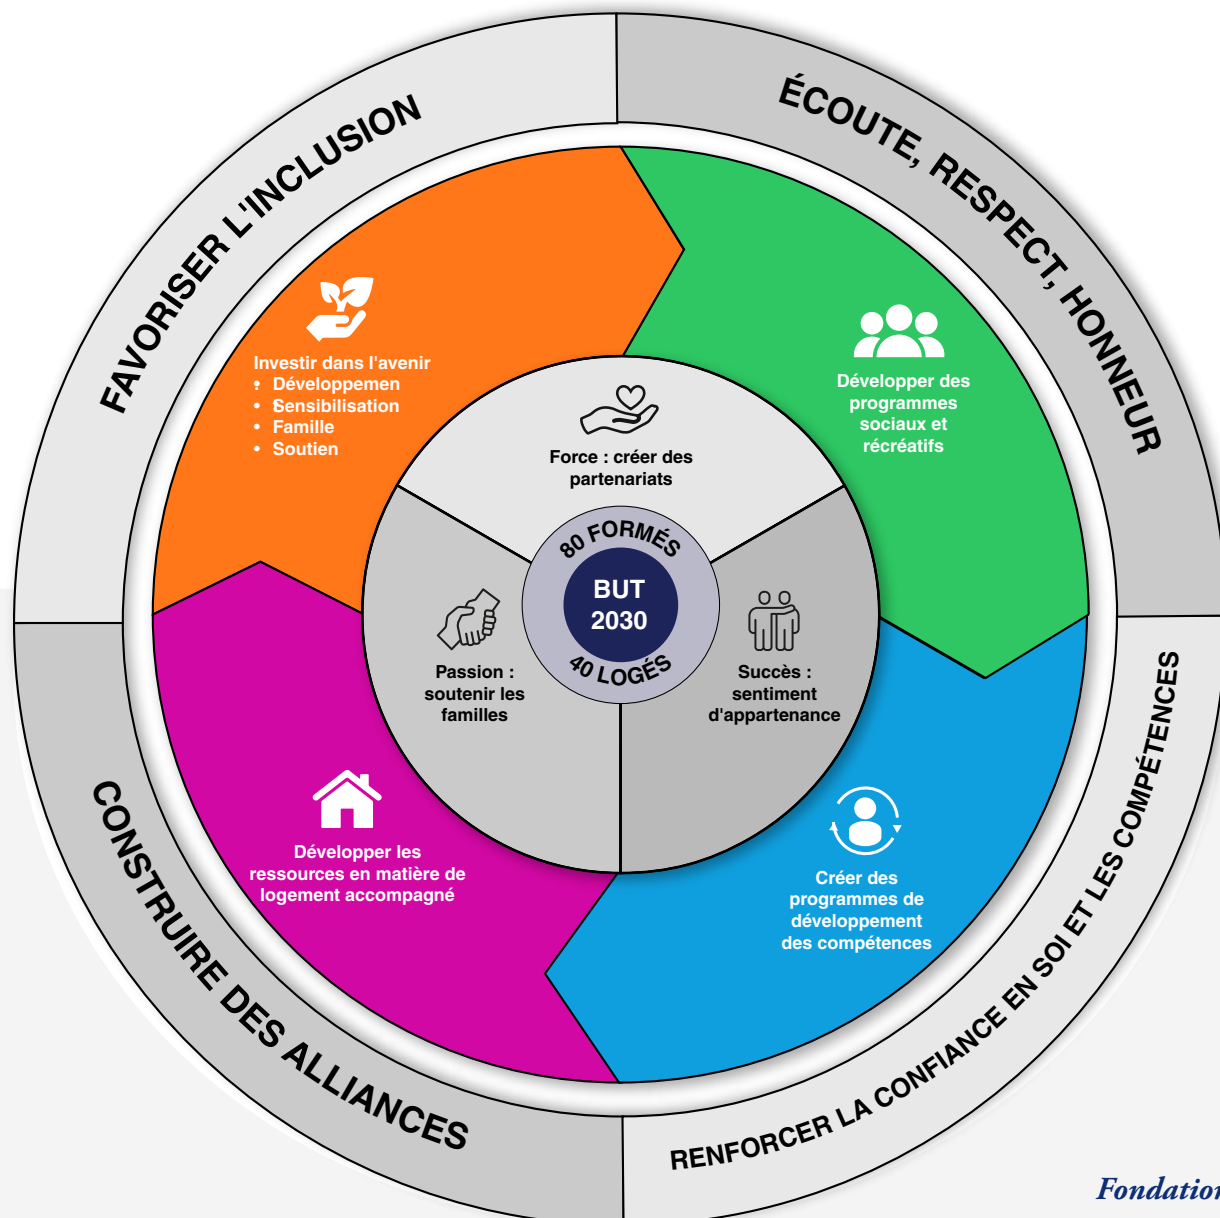 FAVORISER L'INCLUSION
ÉCOUTE, RESPECT, HONNEUR
Investir dans l'avenir
• Développemen
• Sensibilisation
• Famille
• Soutien
Développer des
programmes
sociaux et
récréatifs
Force : créer des
partenariats
80 FORMÉS
BUT
2030
40 LOGÉS
Passion :
soutenir les
familles
Succès :
sentiment
d'appartenance
Développer les
ressources en matière de
logement accompagné
Créer des
programmes de
développement
des compétences
CONSTRUIRE DES ALLIANCES
RENFORCER LA CONFIANCE EN SOI ET LES COMPÉTENCES
Fondation